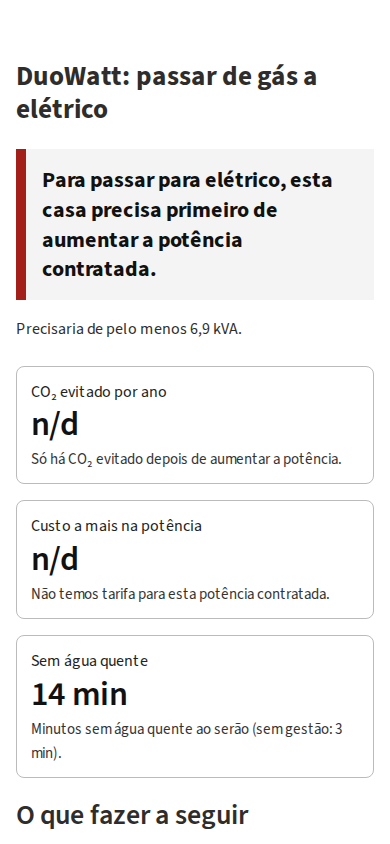 DuoWatt: passar de gás a
elétrico
Para passar para elétrico, esta
casa precisa primeiro de
aumentar a potência
contratada.
Precisaria de pelo menos 6,9 kVA.
CO₂ evitado por ano
n/d
Só há CO₂ evitado depois de aumentar a potência.
Custo a mais na potência
n/d
Não temos tarifa para esta potência contratada.
Sem água quente
14 min
Minutos sem água quente ao serão (sem gestão: 3
min).
O que fazer a seguir